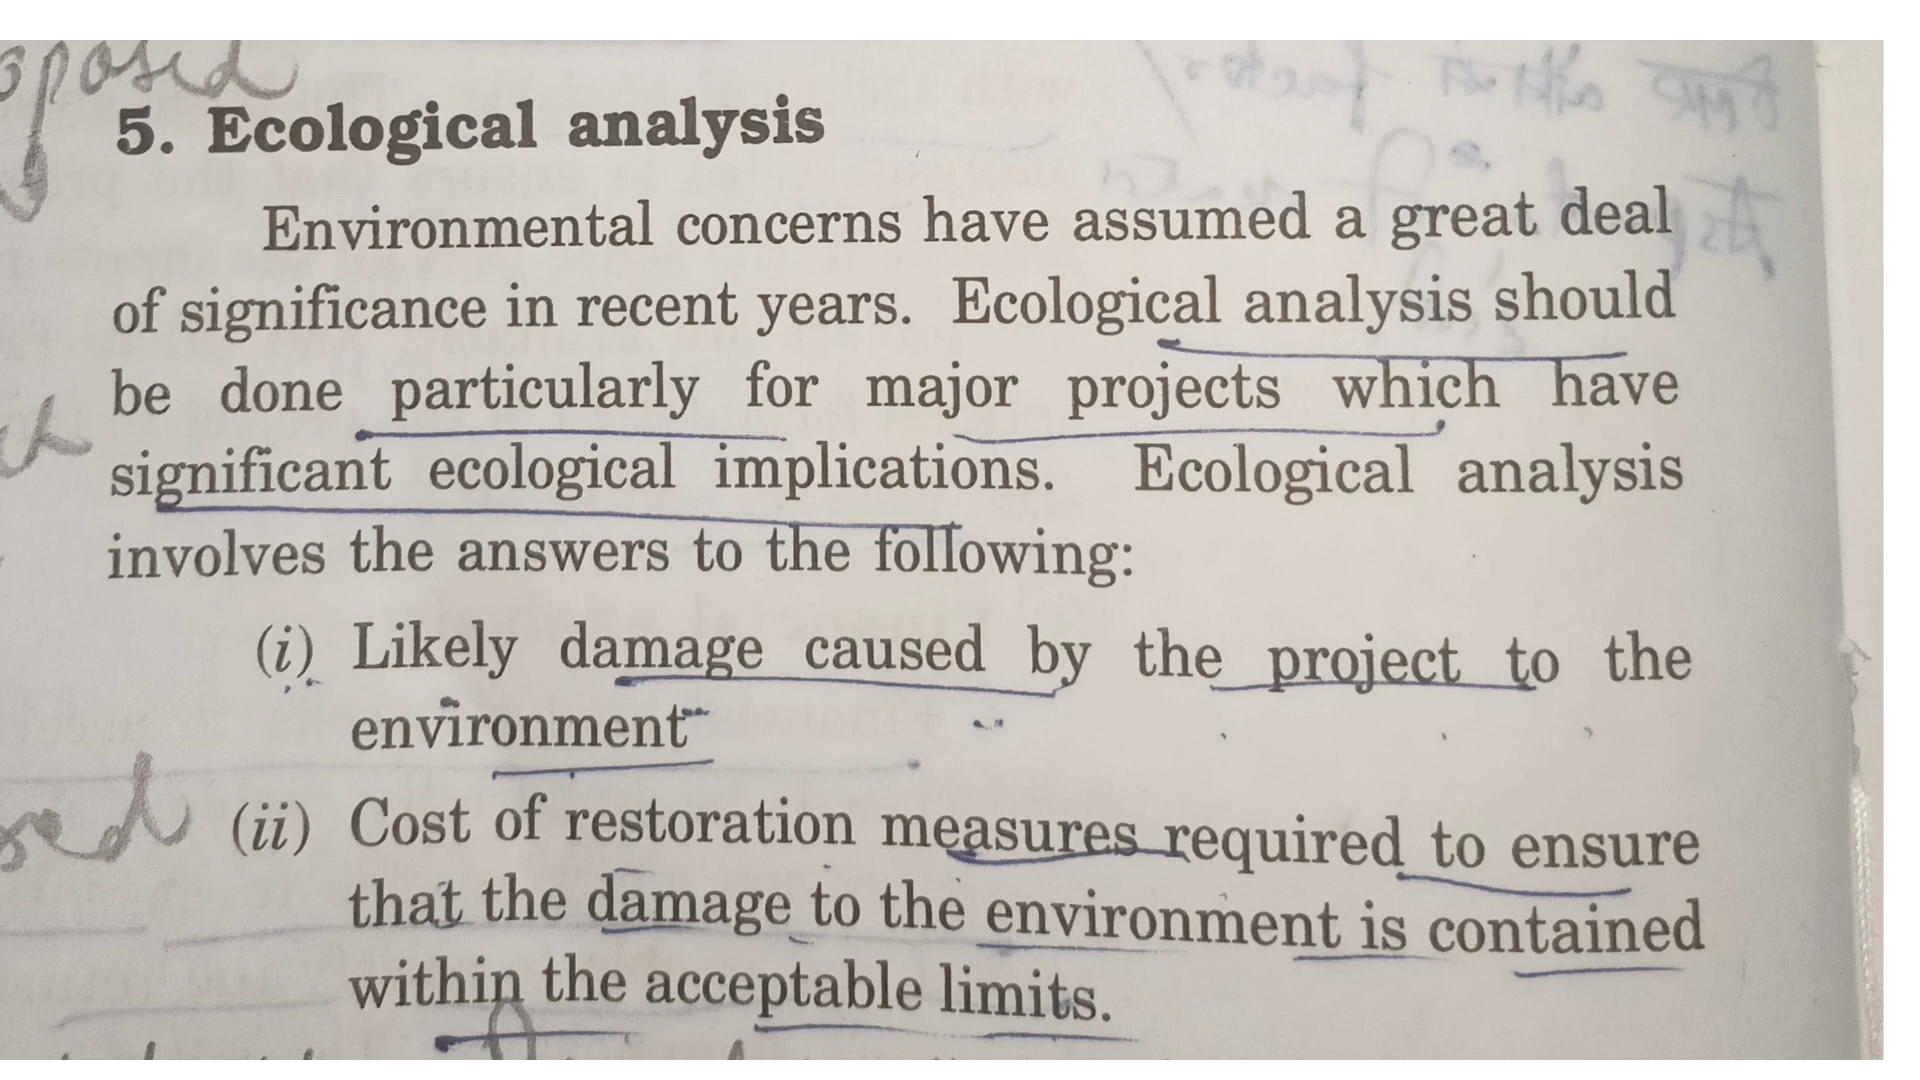 5. Ecological analysis
Environmental concerns have assumed a great deal
of significance in recent years. Ecological analysis should
be done particularly for major projects which have
significant ecological implications. Ecological analysis
involves the answers to the following:
(i) Likely damage caused by the project to the
environment
(ii) Cost of restoration measures required to ensure
that the damage to the environment is contained
within the acceptable limits.